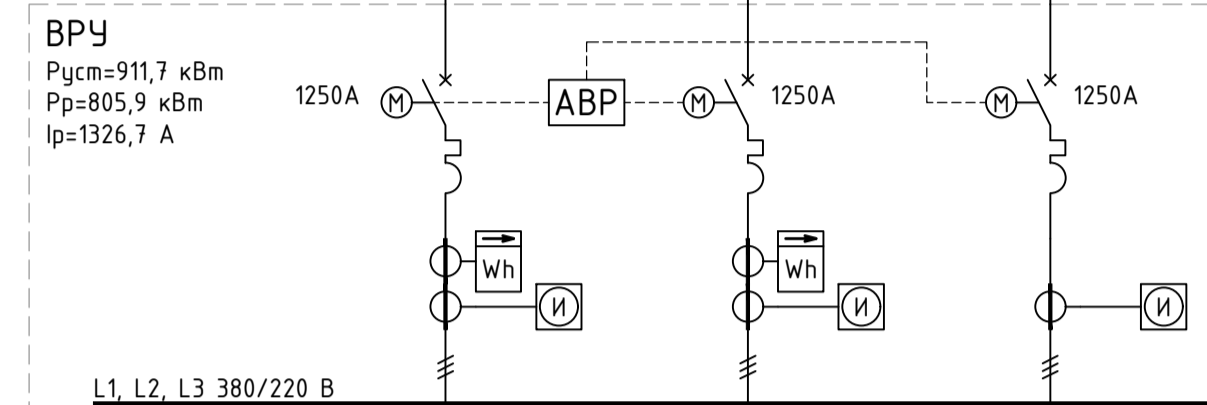 ВРУ
Руст=911,7 кВт
Рр=805,9 кВт
Iр=1326,7 А
1250А
М
АВР
М
1250А
М
1250А
Wh
Wh
И
И
И
L1, L2, L3 380/220 В